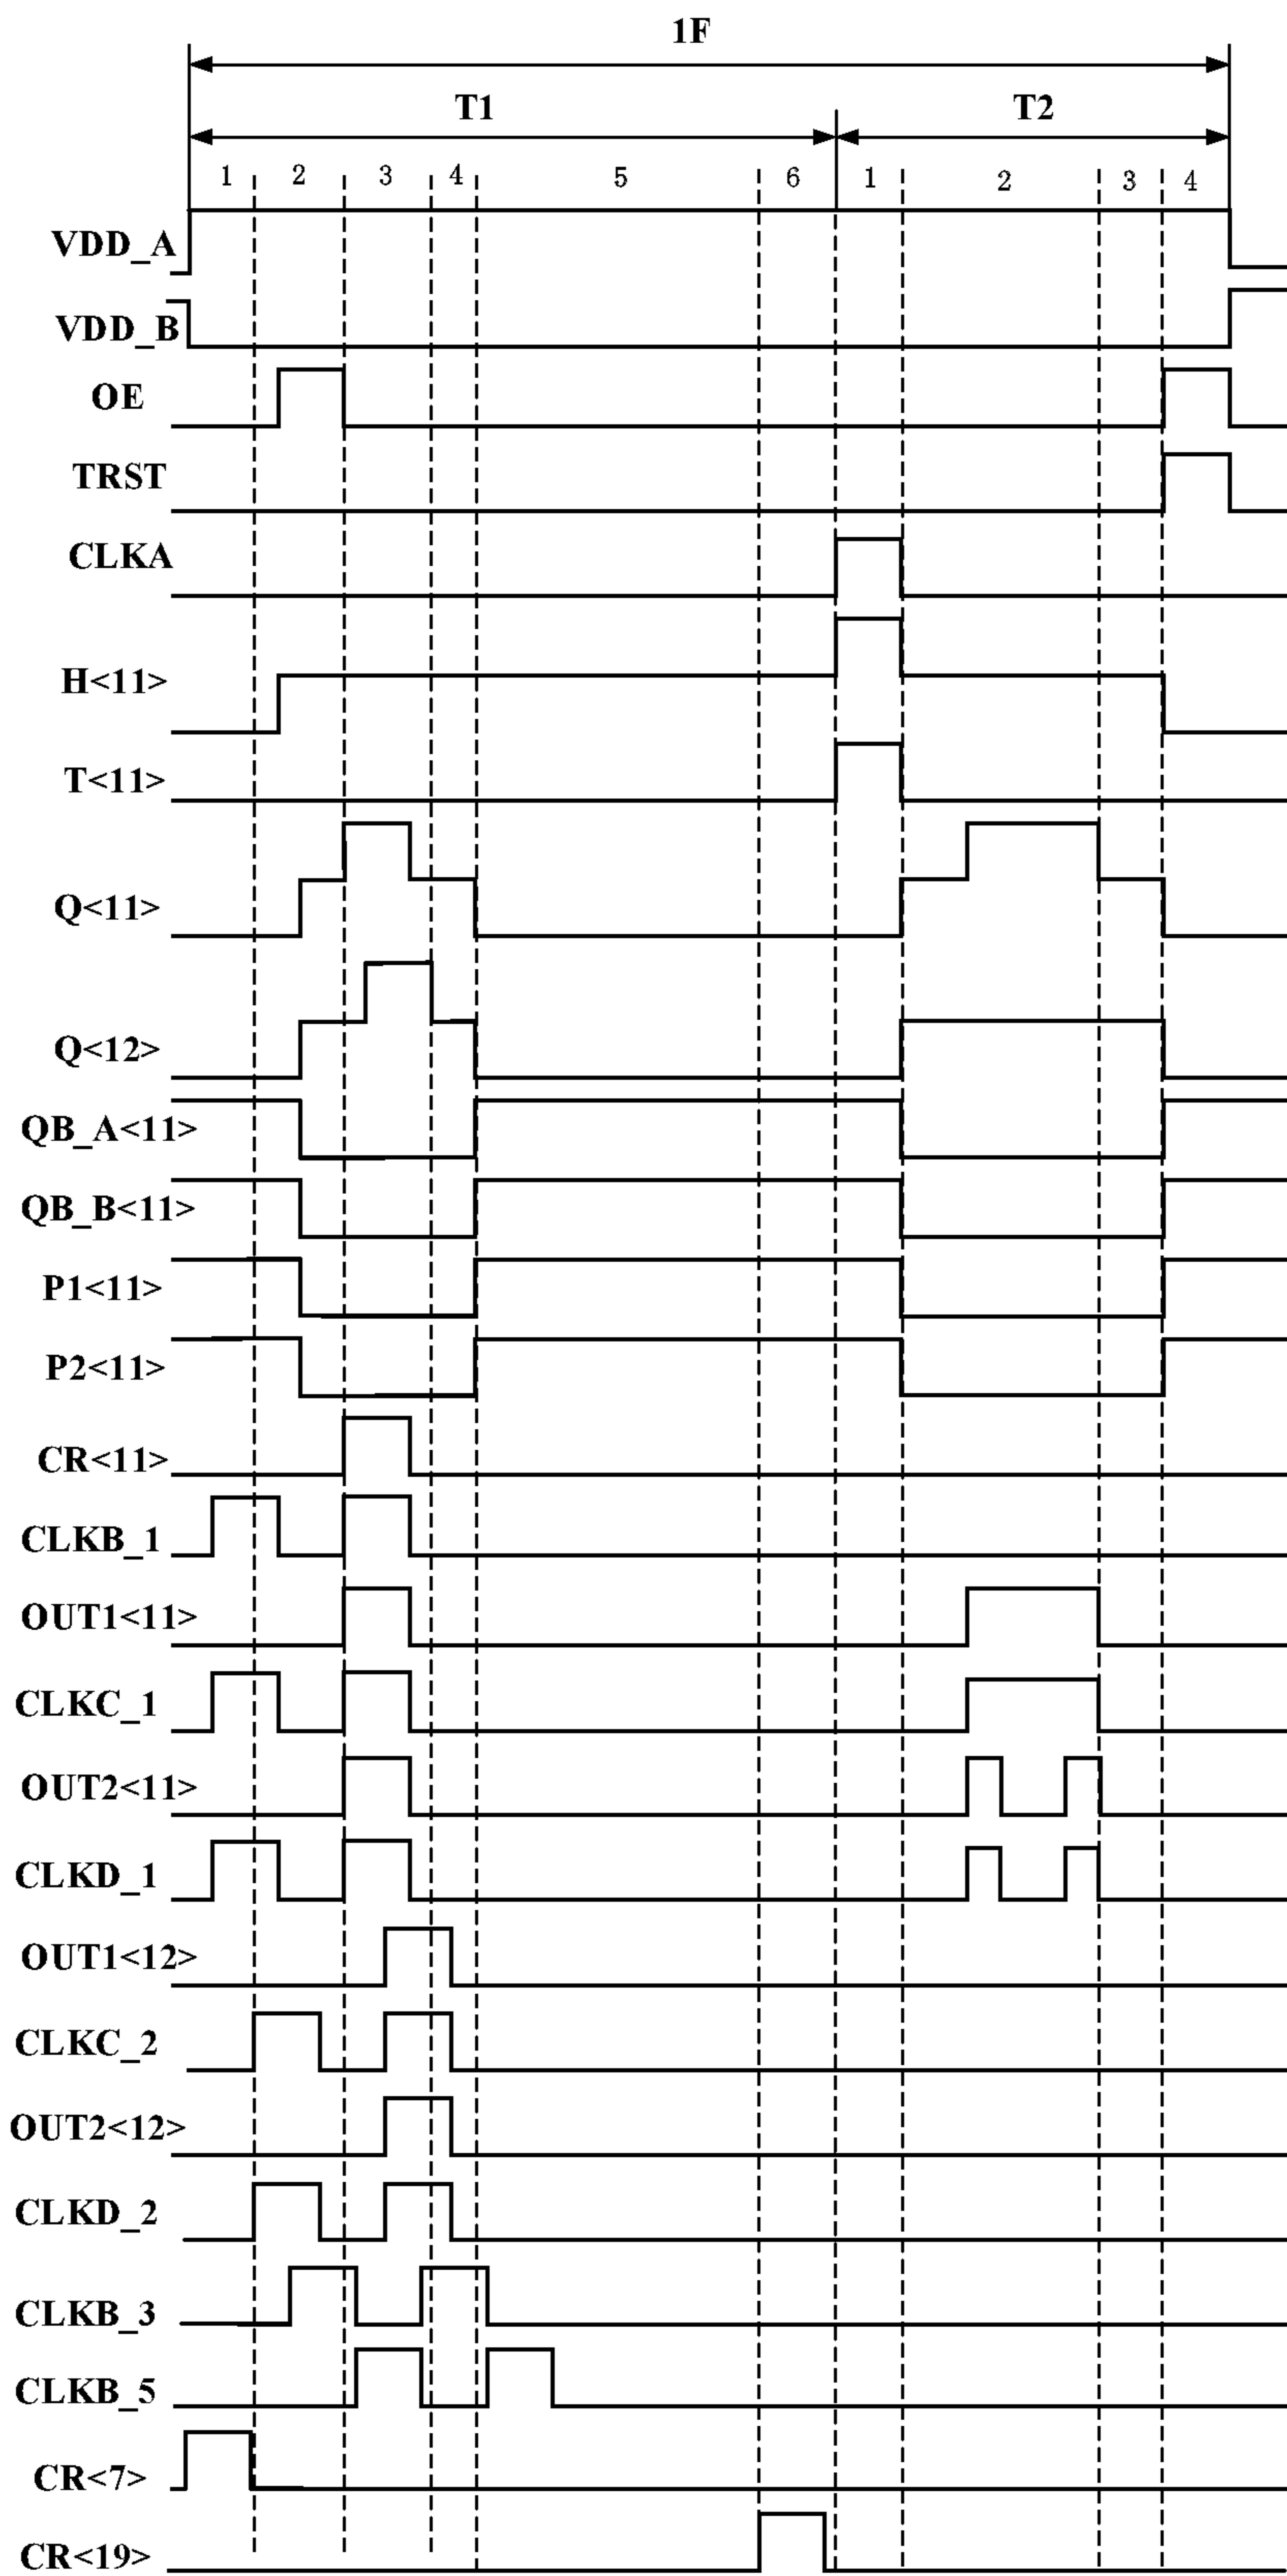 1F
T1 T2
1 2 3 4 5 6 1 2 3 4
VDD_A
VDD_B
OE
TRST
CLKA
H<11>
T<11>
Q<11>
Q<12>
QB_A<11>
QB_B<11>
P1<11>
P2<11>
CR<11>
CLKB_1
OUT1<11>
CLKC_1
OUT2<11>
CLKD_1
OUT1<12>
CLKC_2
OUT2<12>
CLKD_2
CLKB_3
CLKB_5
CR<7>
CR<19>